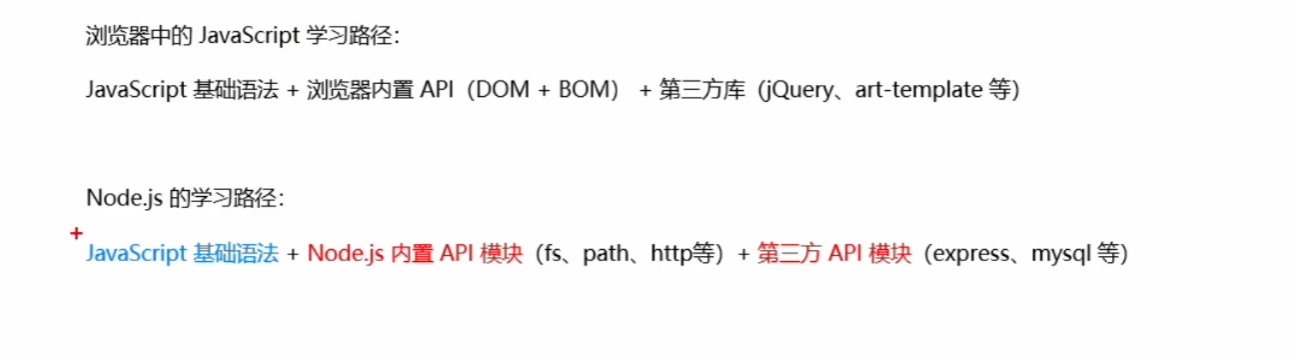 浏览器中的 JavaScript 学习路径：
JavaScript 基础语法 + 浏览器内置 API（DOM + BOM） + 第三方库（jQuery、art-template 等）
Node.js 的学习路径：
JavaScript 基础语法 + Node.js 内置 API 模块（fs、path、http等）+ 第三方 API 模块（express、mysql 等）